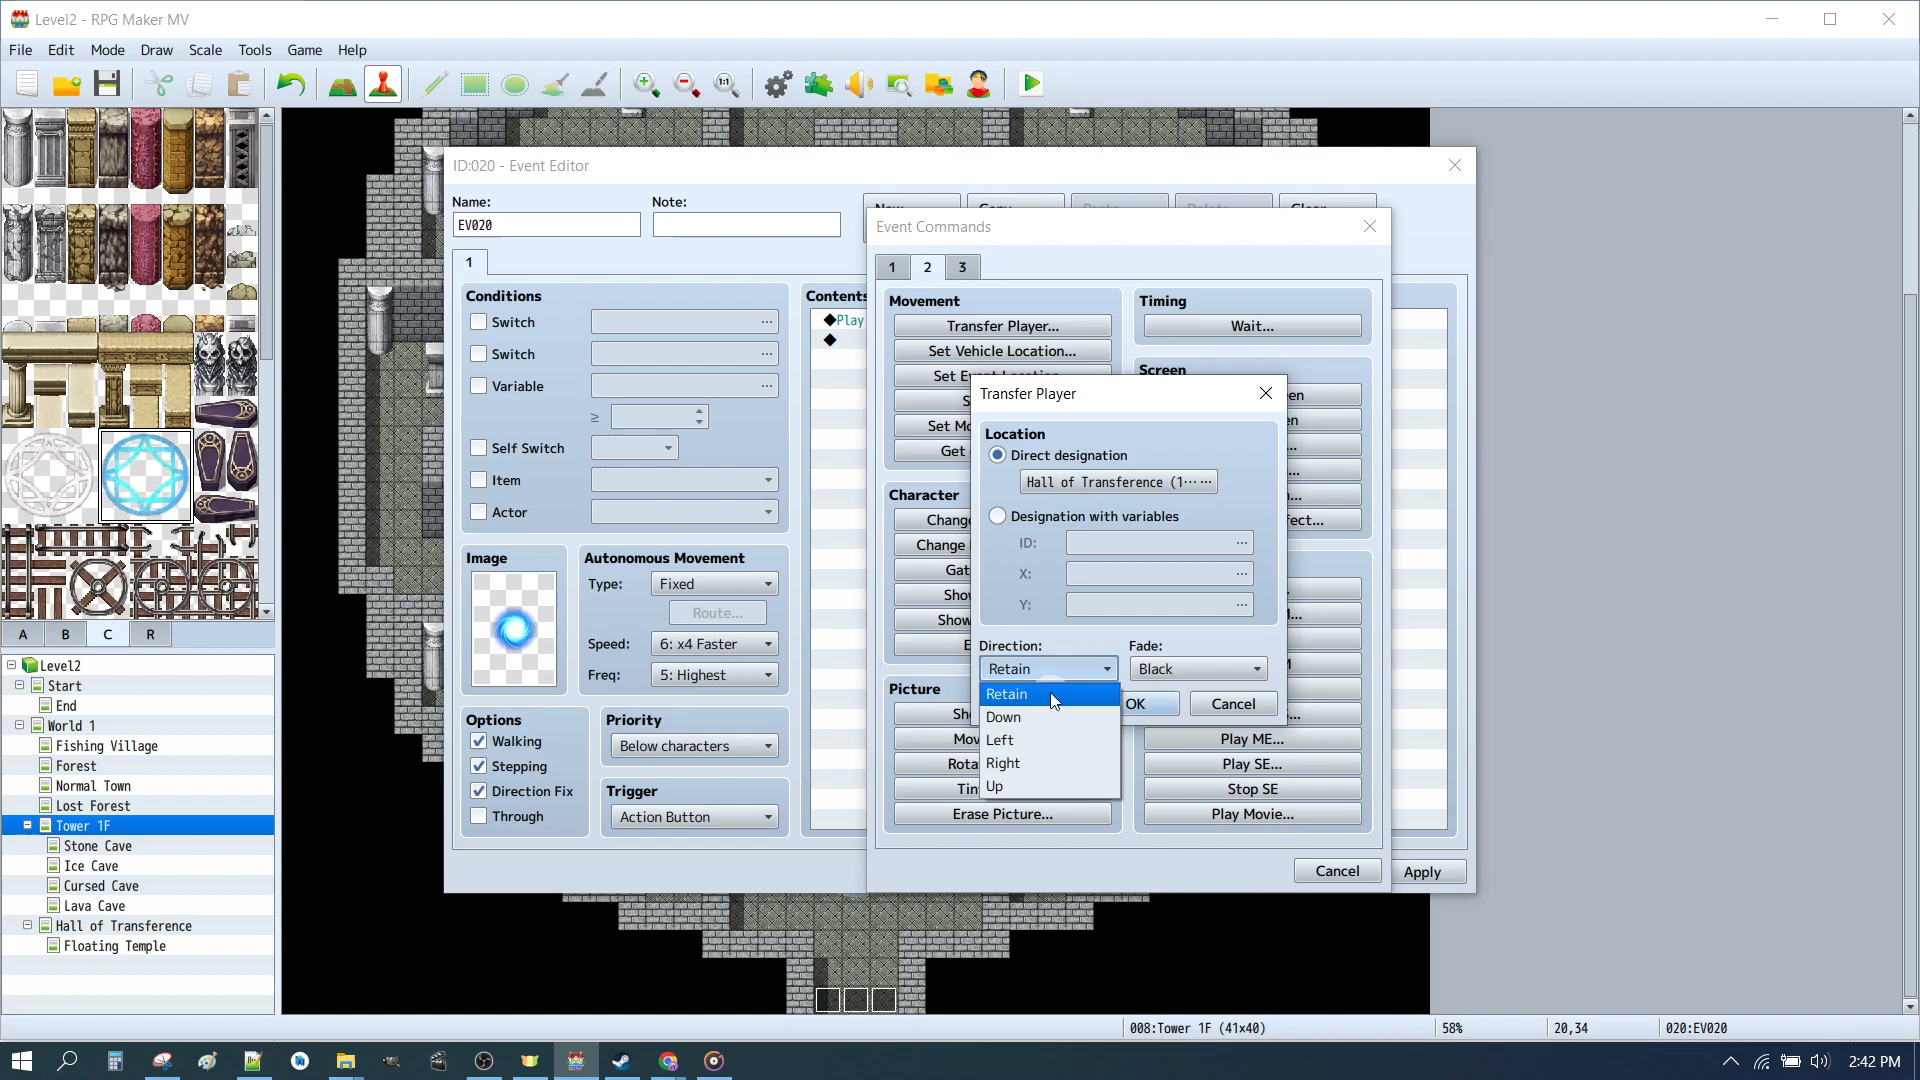 Level2 - RPG Maker MV
File Edit Mode Draw Scale Tools Game Help
1:1
ID:020 - Event Editor
Name:
EV020
Note:
Event Commands
1
1 2 3
Conditions
Switch ...
Switch ...
Variable ...
≥
Self Switch
Item
Actor
Contents
◆Play
◆
Movement
Transfer Player...
Set Vehicle Location...
Timing
Wait...
Screen
Transfer Player
Location
Direct designation
Hall of Transference (1⋯ ...
Designation with variables
ID: ...
X: ...
Y: ...
Direction:
Retain
Retain
Down
Left
Right
Up
Fade:
Black
OK
Cancel
Character
Change
Change
Picture
Erase Picture...
Play ME...
Play SE...
Stop SE
Play Movie...
Cancel
Apply
Image
Autonomous Movement
Type: Fixed
Route...
Speed: 6: x4 Faster
Freq: 5: Highest
Options
Walking
Stepping
Direction Fix
Through
Priority
Below characters
Trigger
Action Button
A B C R
Level2
Start
End
World 1
Fishing Village
Forest
Normal Town
Lost Forest
Tower 1F
Stone Cave
Ice Cave
Cursed Cave
Lava Cave
Hall of Transference
Floating Temple
008:Tower 1F (41x40) 58% 20,34 020:EV020
2:42 PM